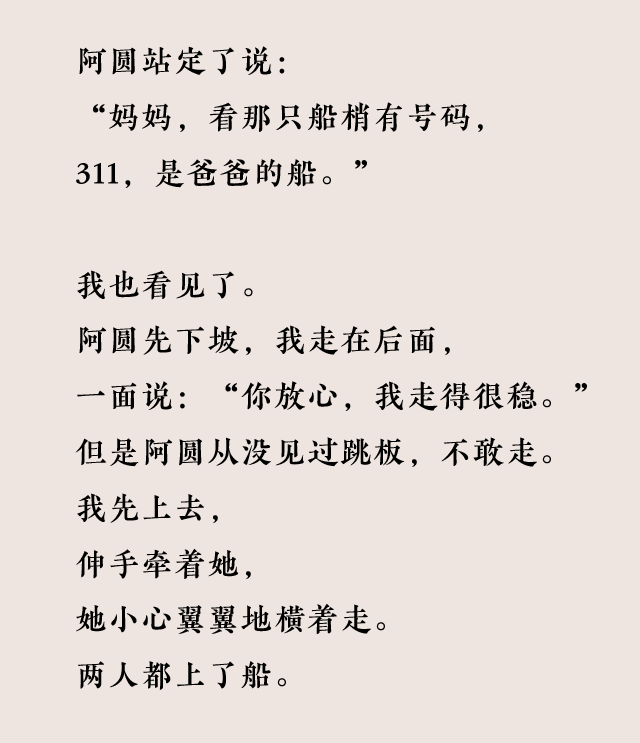 阿圆站定了说：
“妈妈，看那只船梢有号码，
311，是爸爸的船。”
我也看见了。
阿圆先下坡，我走在后面，
一面说：“你放心，我走得很稳。”
但是阿圆从没见过跳板，不敢走。
我先上去，
伸手牵着她，
她小心翼翼地横着走。
两人都上了船。